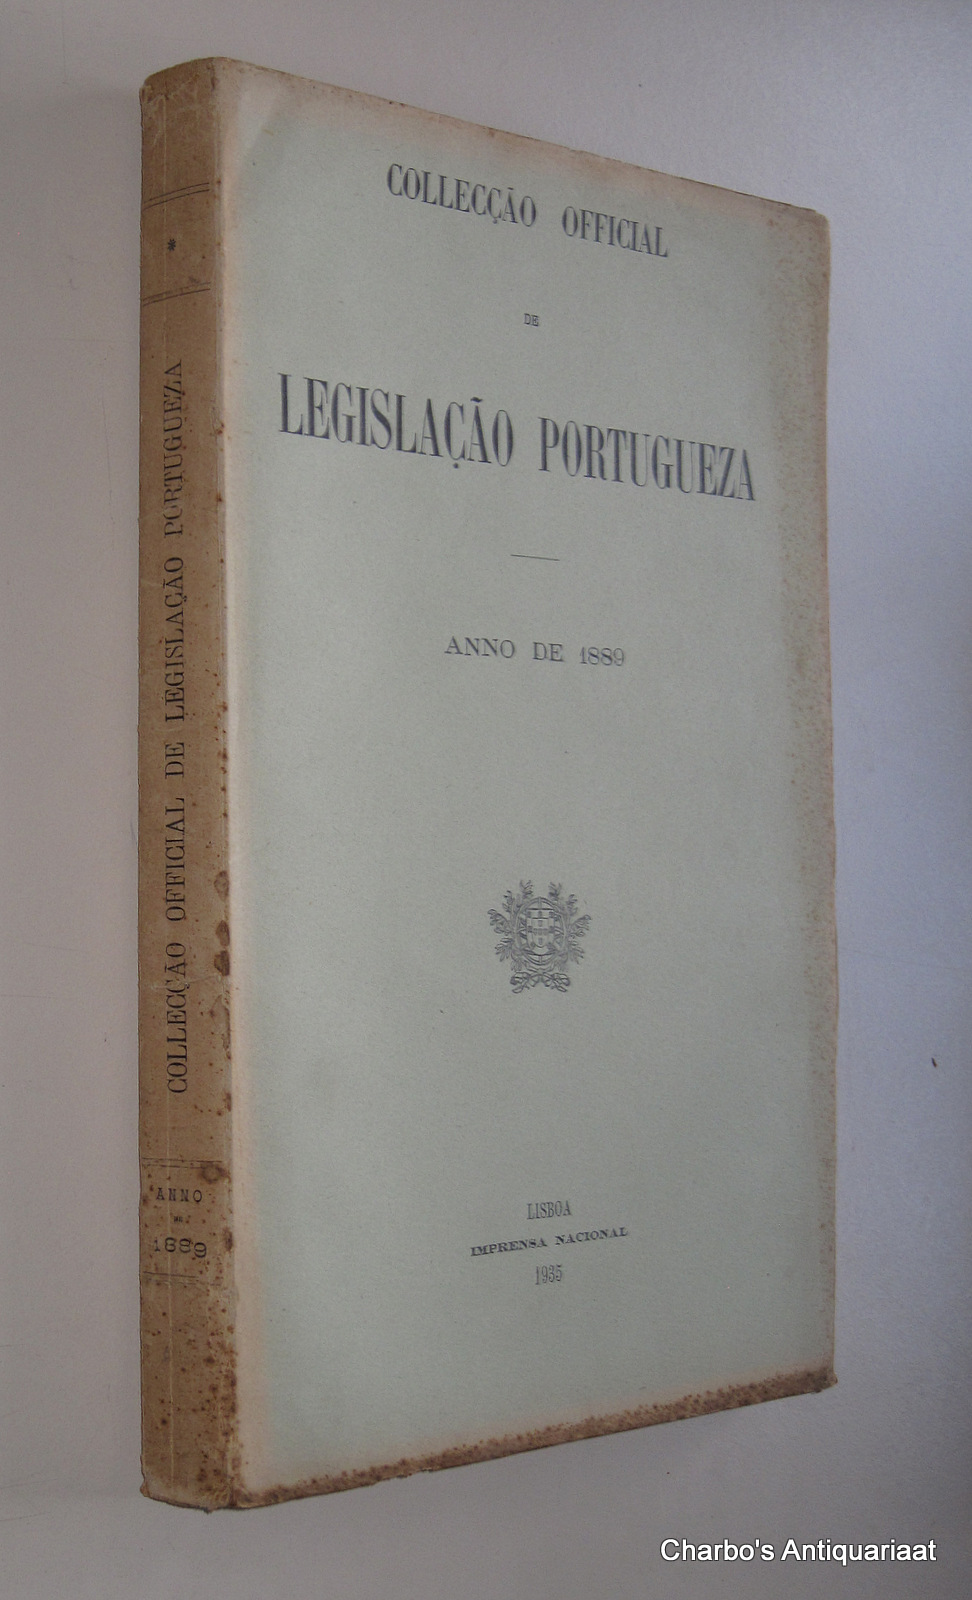 COLLECÇÃO OFFICIAL
DE
LEGISLAÇÃO PORTUGUEZA
ANNO DE 1889
LISBOA
IMPRENSA NACIONAL
1935
*
COLLECÇÃO OFFICIAL DE LEGISLAÇÃO PORTUGUEZA
ANNO
DE
1889
Charbo's Antiquariaat